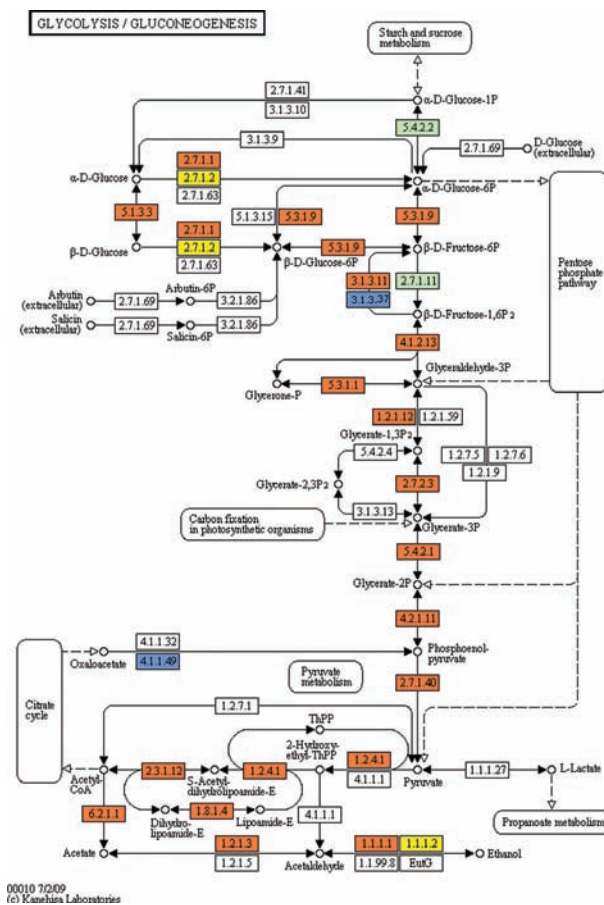 GLYCOLYSIS / GLUCONEOGENESIS
Starch and sucrose
metabolism
2.7.1.41
3.1.3.10
α-D-Glucose-1P
3.1.3.9
5.4.2.2
2.7.1.69
D-Glucose
(extracellular)
2.7.1.1
α-D-Glucose
2.7.1.2
2.7.1.63
α-D-Glucose-6P
5.1.3.3
5.1.3.15
5.3.1.9
5.3.1.9
2.7.1.1
β-D-Glucose
2.7.1.2
2.7.1.63
5.3.1.9
β-D-Glucose-6P
β-D-Fructose-6P
Pentose
phosphate
pathway
3.1.3.11
2.7.1.11
3.1.3.37
Arbutin
(extracellular)
2.7.1.69
Arbutin-6P
3.2.1.86
Salicin
(extracellular)
2.7.1.69
Salicin-6P
3.2.1.86
β-D-Fructose-1,6P2
4.1.2.13
Glyceraldehyde-3P
Glycerone-P
5.3.1.1
1.2.1.12
1.2.1.59
Glycerate-1,3P2
5.4.2.4
1.2.7.5
1.2.7.6
1.2.1.9
Glycerate-2,3P2
2.7.2.3
3.1.3.13
Carbon fixation
in photosynthetic organisms
Glycerate-3P
5.4.2.1
Glycerate-2P
4.2.1.11
4.1.1.32
Oxaloacetate
4.1.1.49
Phosphoenol-
pyruvate
Pyruvate metabolism
2.7.1.40
Citrate
cycle
1.2.7.1
ThPP
2-Hydroxy-
ethyl-ThPP
Acetyl-
CoA
2.3.1.12
S-Acetyl-
dihydrolipoamide-E
1.2.4.1
1.2.4.1
4.1.1.1
Pyruvate
1.1.1.27
L-Lactate
6.2.1.1
Dihydro-
lipoamide-E
1.8.1.4
Lipoamide-E
4.1.1.1
Propanoate metabolism
Acetate
1.2.1.3
1.2.1.5
Acetaldehyde
1.1.1.1
1.1.1.2
1.1.99.8
EutG
Ethanol
00010 7/2/09
(c) Kanehisa Laboratories